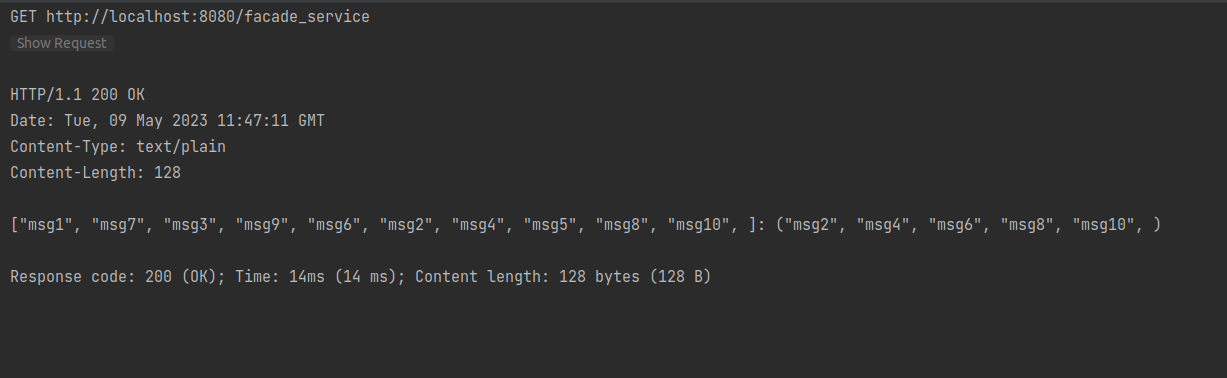 GET http://localhost:8080/facade_service
Show Request
HTTP/1.1 200 OK
Date: Tue, 09 May 2023 11:47:11 GMT
Content-Type: text/plain
Content-Length: 128
["msg1", "msg7", "msg3", "msg9", "msg6", "msg2", "msg4", "msg5", "msg8", "msg10", ]: ("msg2", "msg4", "msg6", "msg8", "msg10", )
Response code: 200 (OK); Time: 14ms (14 ms); Content length: 128 bytes (128 B)